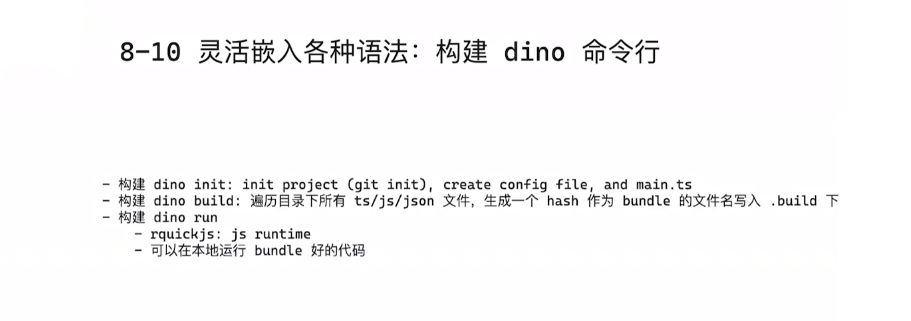 8-10 灵活嵌入各种语法：构建 dino 命令行
- 构建 dino init: init project (git init), create config file, and main.ts
- 构建 dino build: 遍历目录下所有 ts/js/json 文件，生成一个 hash 作为 bundle 的文件名写入 .build 下
- 构建 dino run
- rquickjs: js runtime
- 可以在本地运行 bundle 好的代码